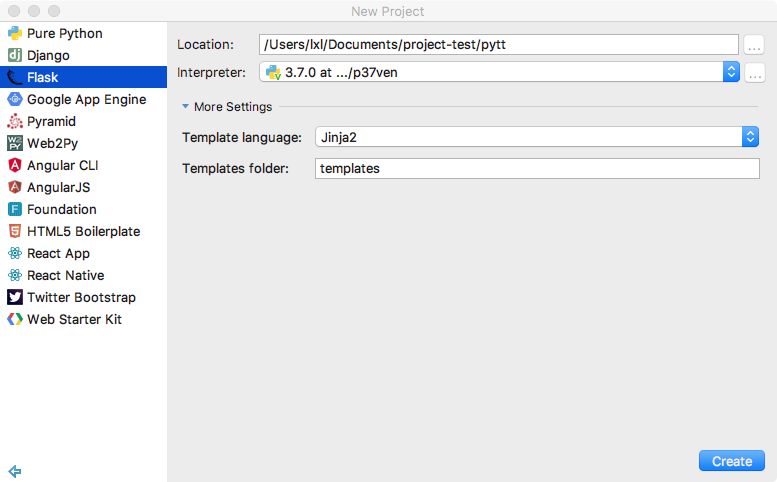 New Project
Pure Python
Django
Flask
Google App Engine
Pyramid
Web2Py
Angular CLI
AngularJS
Foundation
HTML5 Boilerplate
React App
React Native
Twitter Bootstrap
Web Starter Kit
Location: /Users/lxl/Documents/project-test/pytt ...
Interpreter: 3.7.0 at .../p37ven ...
More Settings
Template language: Jinja2
Templates folder: templates
Create